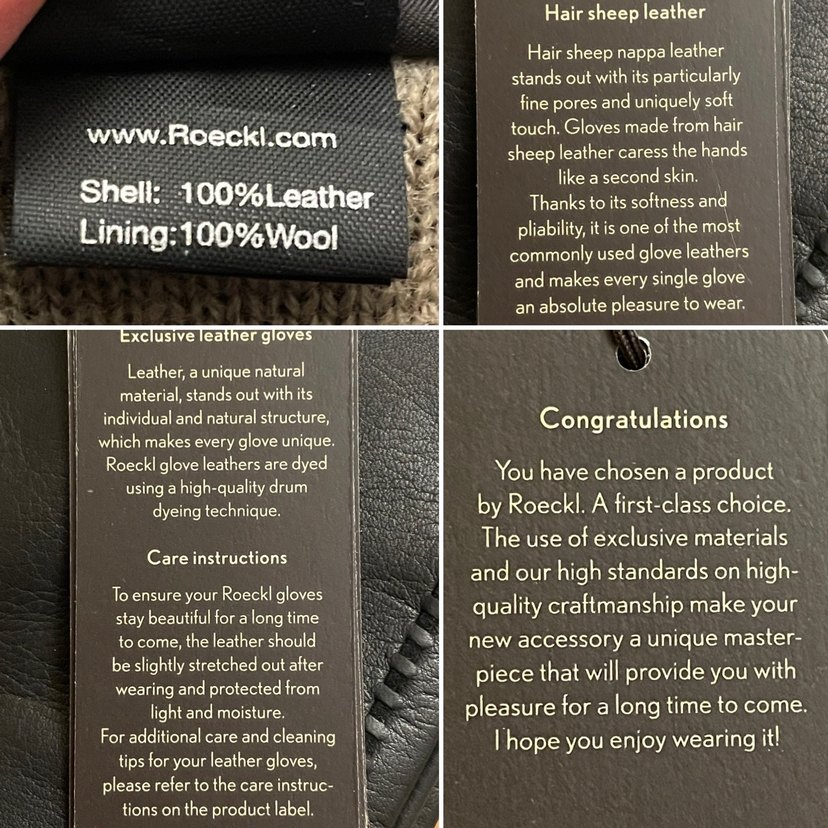 www.Roeckl.com
Shell: 100%Leather
Lining:100%Wool
Hair sheep leather
Hair sheep nappa leather
stands out with its particularly
fine pores and uniquely soft
touch. Gloves made from hair
sheep leather caress the hands
like a second skin.
Thanks to its softness and
pliability, it is one of the most
commonly used glove leathers
and makes every single glove
an absolute pleasure to wear.
Exclusive leather gloves
Leather, a unique natural
material, stands out with its
individual and natural structure,
which makes every glove unique.
Roeckl glove leathers are dyed
using a high-quality drum
dyeing technique.
Care instructions
To ensure your Roeckl gloves
stay beautiful for a long time
to come, the leather should
be slightly stretched out after
wearing and protected from
light and moisture.
For additional care and cleaning
tips for your leather gloves,
please refer to the care instruc-
tions on the product label.
Congratulations
You have chosen a product
by Roeckl. A first-class choice.
The use of exclusive materials
and our high standards on high-
quality craftmanship make your
new accessory a unique master-
piece that will provide you with
pleasure for a long time to come.
I hope you enjoy wearing it!